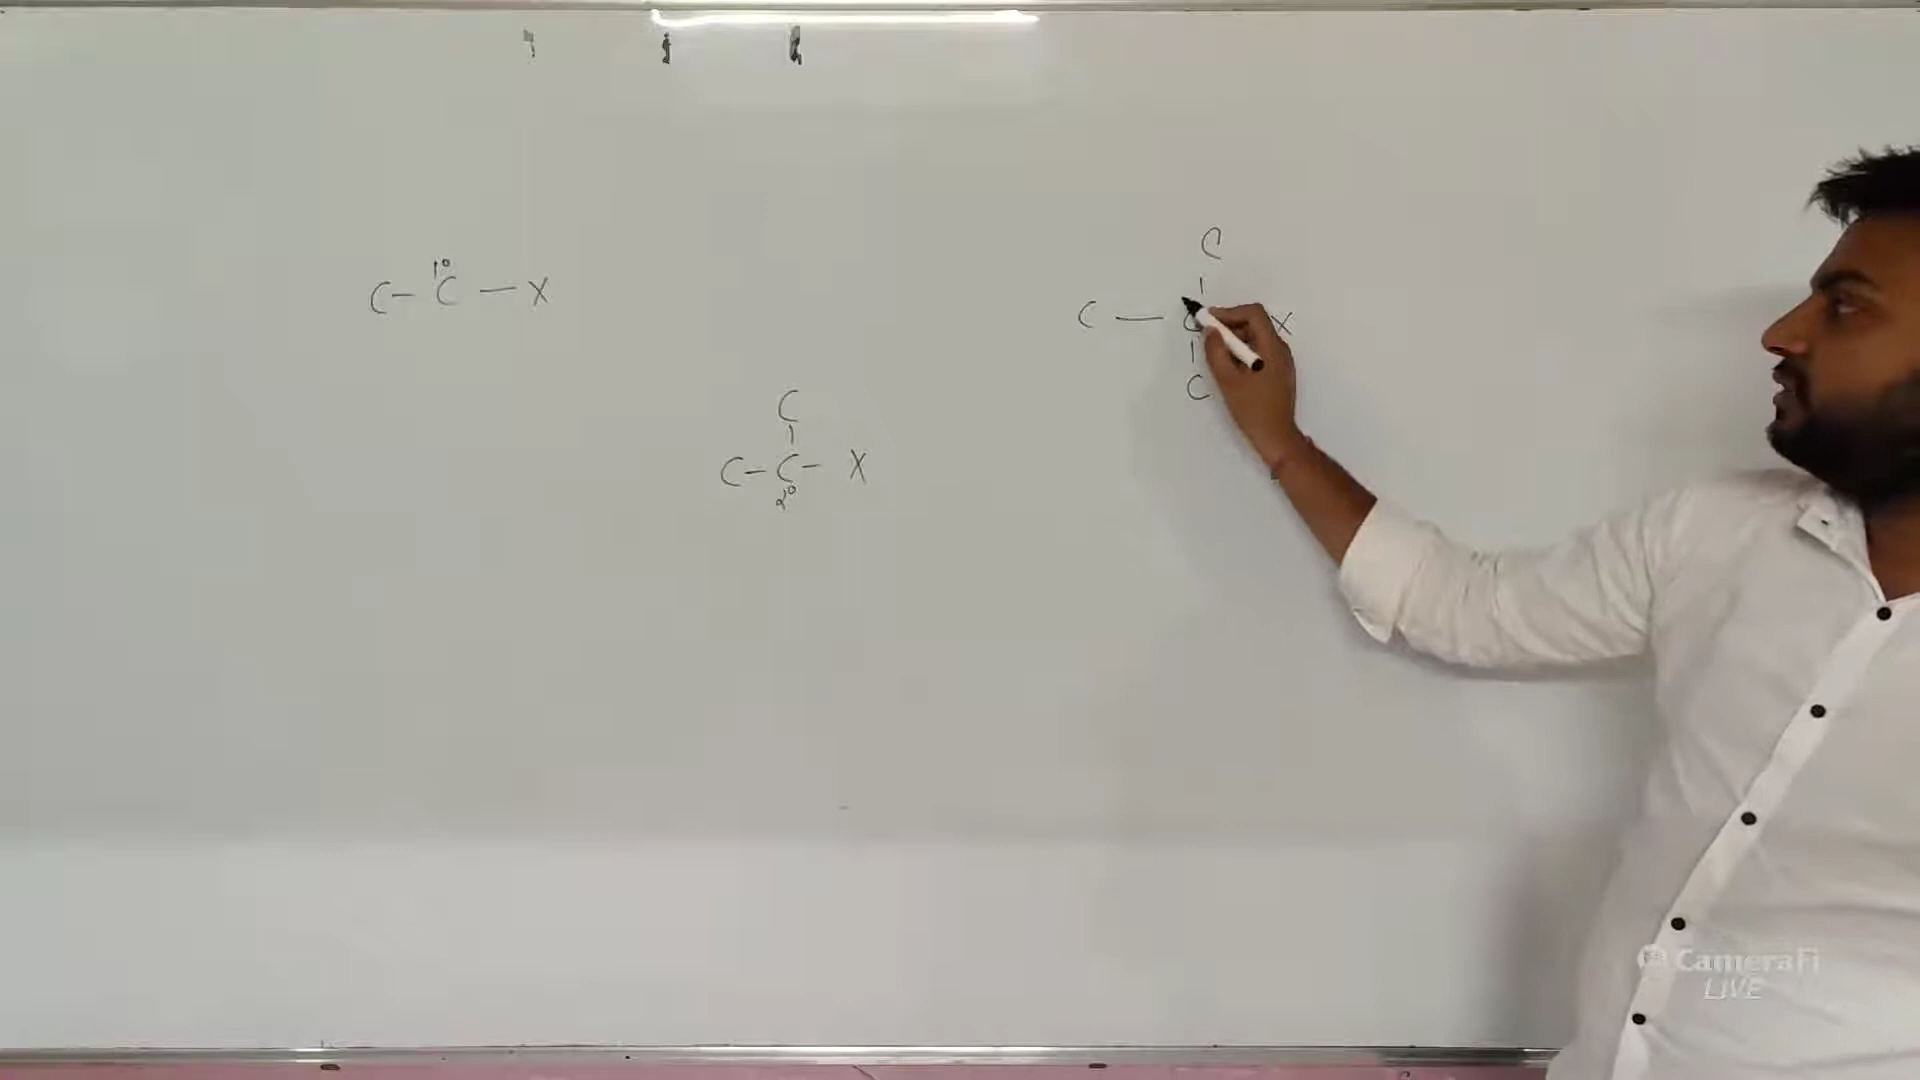 C - C 1° — X
C
|
C - C - X
2°
C
|
C — C X
|
C
CameraFi
LIVE